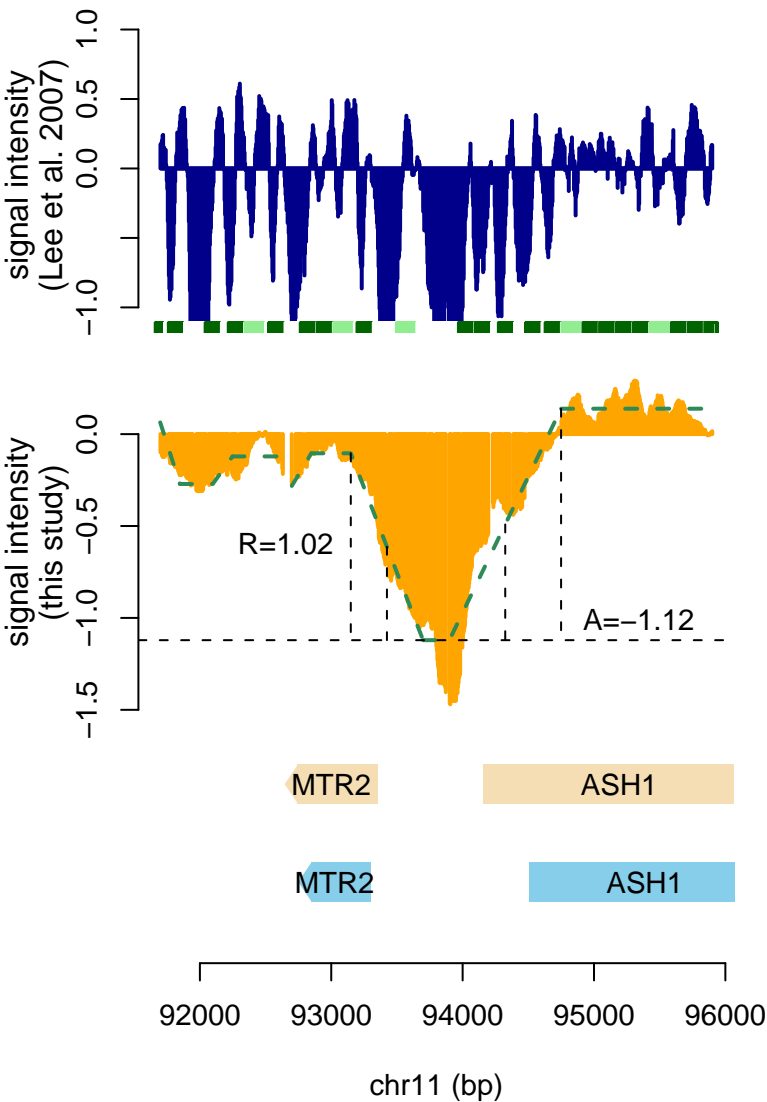 signal intensity
(Lee et al. 2007)
1.0
0.5
0.0
−1.0
signal intensity
(this study)
0.0
−0.5
−1.0
−1.5
R=1.02
A=−1.12
MTR2
ASH1
MTR2
ASH1
92000 93000 94000 95000 96000
chr11 (bp)